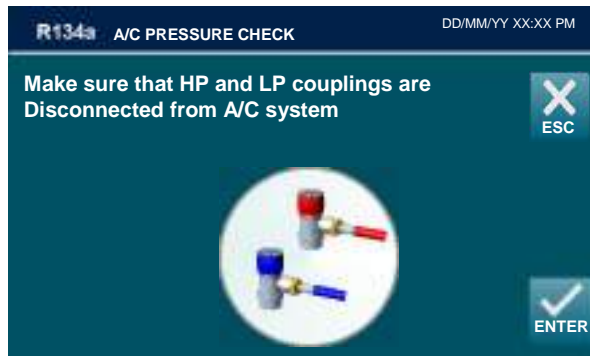 R134a A/C PRESSURE CHECK DD/MM/YY XX:XX PM
Make sure that HP and LP couplings are
Disconnected from A/C system
ESC
ENTER